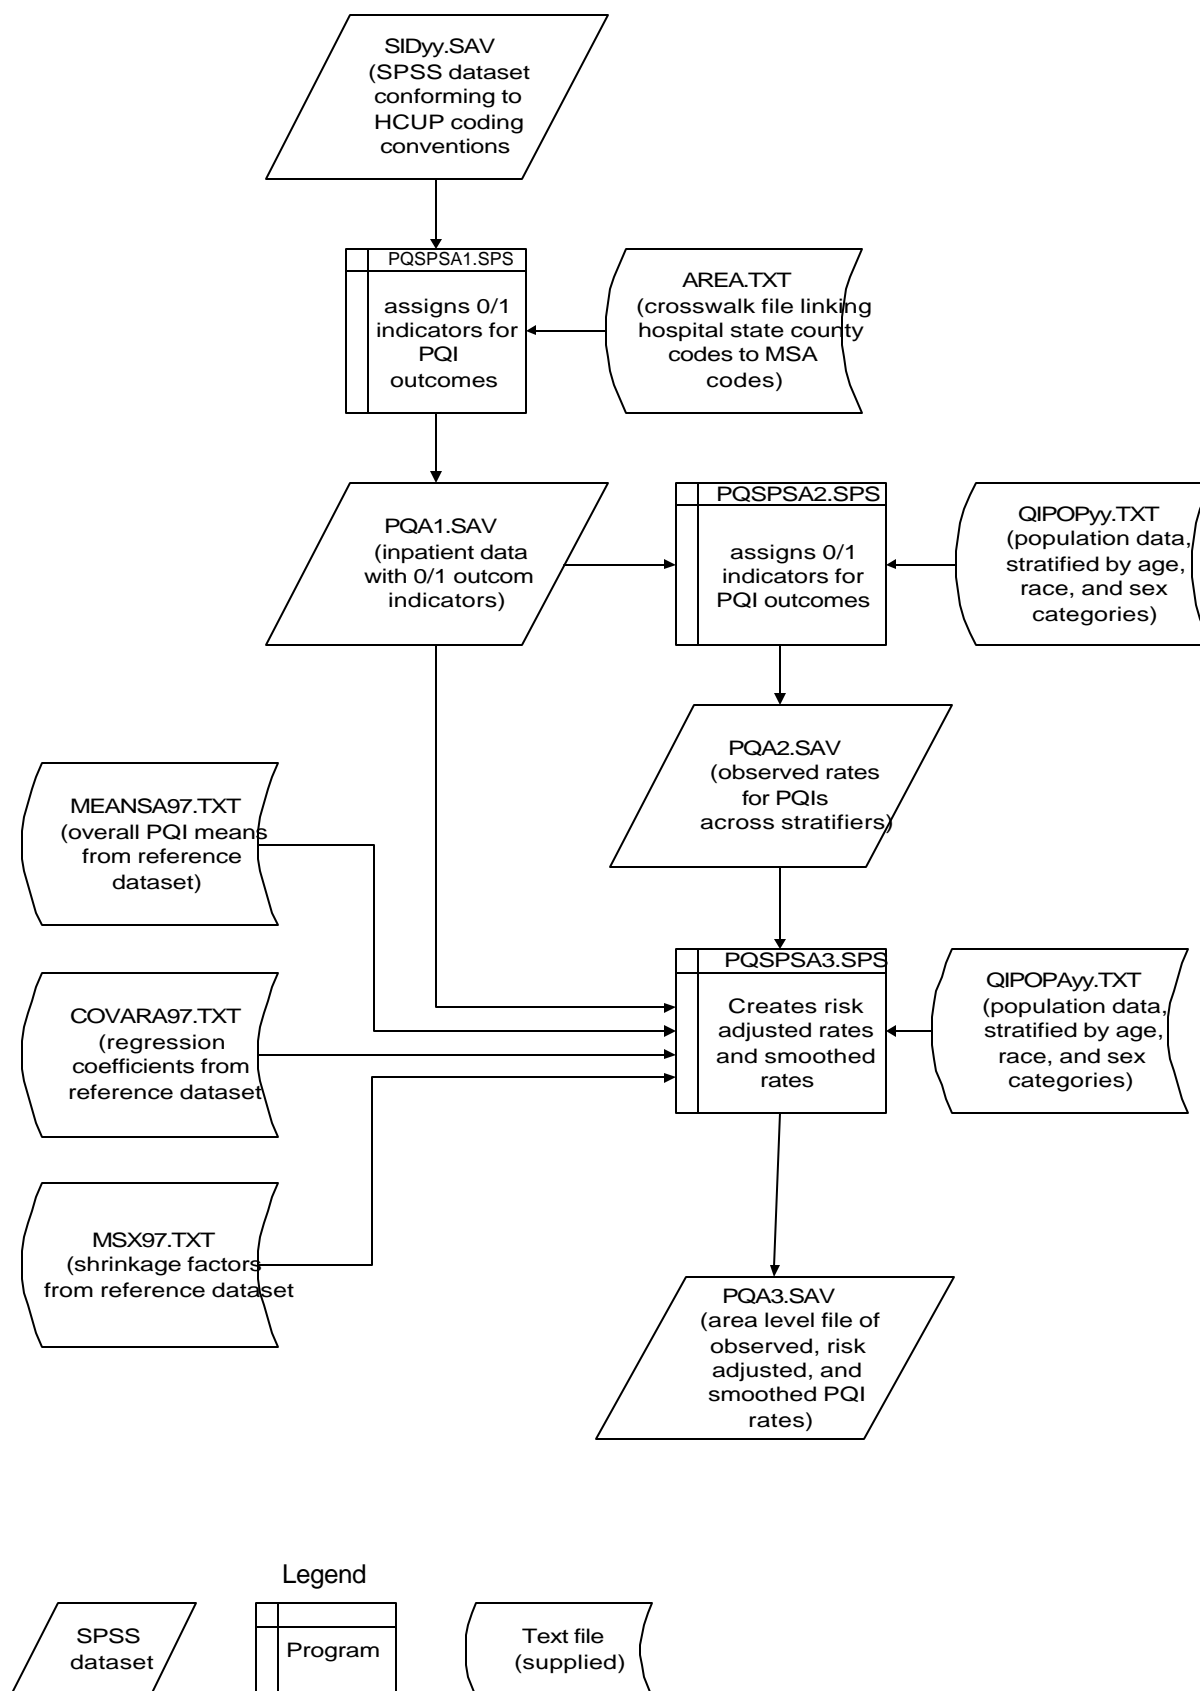 SIDyy.SAV
(SPSS dataset
conforming to
HCUP coding
conventions
PQSPSA1.SPS
assigns 0/1
indicators for
PQI
outcomes
AREA.TXT
(crosswalk file linking
hospital state county
codes to MSA
codes)
PQA1.SAV
(inpatient data
with 0/1 outcom
indicators)
PQSPSA2.SPS
assigns 0/1
indicators for
PQI outcomes
QIPOPyy.TXT
(population data,
stratified by age,
race, and sex
categories)
PQA2.SAV
(observed rates
for PQIs
across stratifiers)
MEANSA97.TXT
(overall PQI means
from reference
dataset)
PQSPSA3.SPS
Creates risk
adjusted rates
and smoothed
rates
QIPOPAyy.TXT
(population data,
stratified by age,
race, and sex
categories)
COVARA97.TXT
(regression
coefficients from
reference dataset
MSX97.TXT
(shrinkage factors
from reference dataset
PQA3.SAV
(area level file of
observed, risk
adjusted, and
smoothed PQI
rates)
Legend
SPSS
dataset
Program
Text file
(supplied)